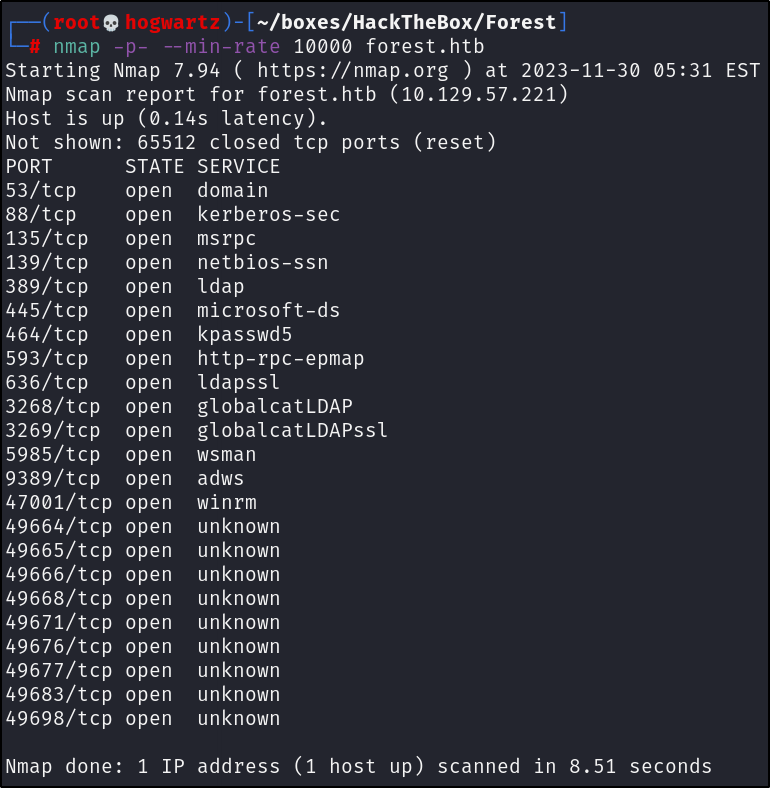 ┌──(root💀hogwartz)-[~/boxes/HackTheBox/Forest]
└─# nmap -p- --min-rate 10000 forest.htb
Starting Nmap 7.94 ( https://nmap.org ) at 2023-11-30 05:31 EST
Nmap scan report for forest.htb (10.129.57.221)
Host is up (0.14s latency).
Not shown: 65512 closed tcp ports (reset)
PORT      STATE SERVICE
53/tcp    open  domain
88/tcp    open  kerberos-sec
135/tcp   open  msrpc
139/tcp   open  netbios-ssn
389/tcp   open  ldap
445/tcp   open  microsoft-ds
464/tcp   open  kpasswd5
593/tcp   open  http-rpc-epmap
636/tcp   open  ldapssl
3268/tcp  open  globalcatLDAP
3269/tcp  open  globalcatLDAPssl
5985/tcp  open  wsman
9389/tcp  open  adws
47001/tcp open  winrm
49664/tcp open  unknown
49665/tcp open  unknown
49666/tcp open  unknown
49668/tcp open  unknown
49671/tcp open  unknown
49676/tcp open  unknown
49677/tcp open  unknown
49683/tcp open  unknown
49698/tcp open  unknown

Nmap done: 1 IP address (1 host up) scanned in 8.51 seconds